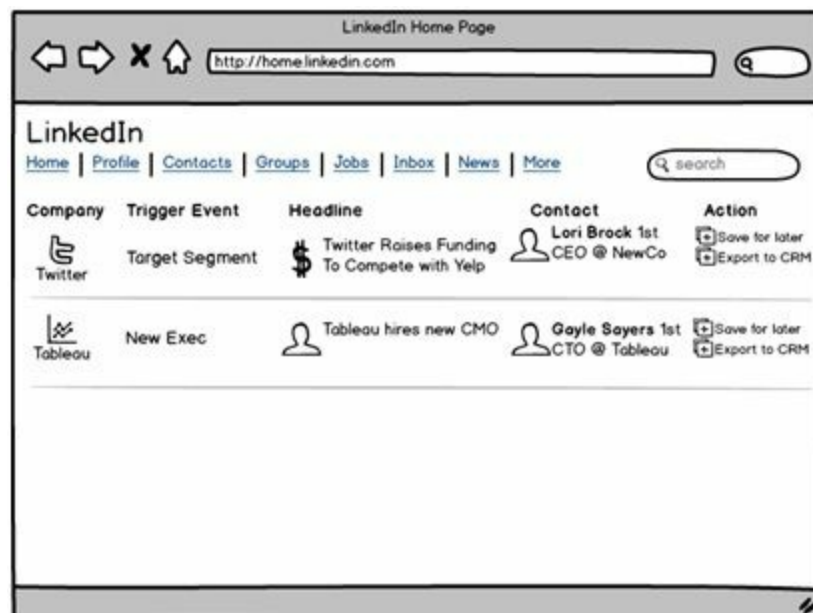 LinkedIn Home Page
http://home.linkedin.com
LinkedIn
Home | Profile | Contacts | Groups | Jobs | Inbox | News | More
search
Company Trigger Event Headline Contact Action
Twitter
Target Segment
$ Twitter Raises Funding
To Compete with Yelp
Lori Brock 1st
CEO @ NewCo
Save for later
Export to CRM
Tableau
New Exec
Tableau hires new CMO
Gayle Sayers 1st
CTO @ Tableau
Save for later
Export to CRM